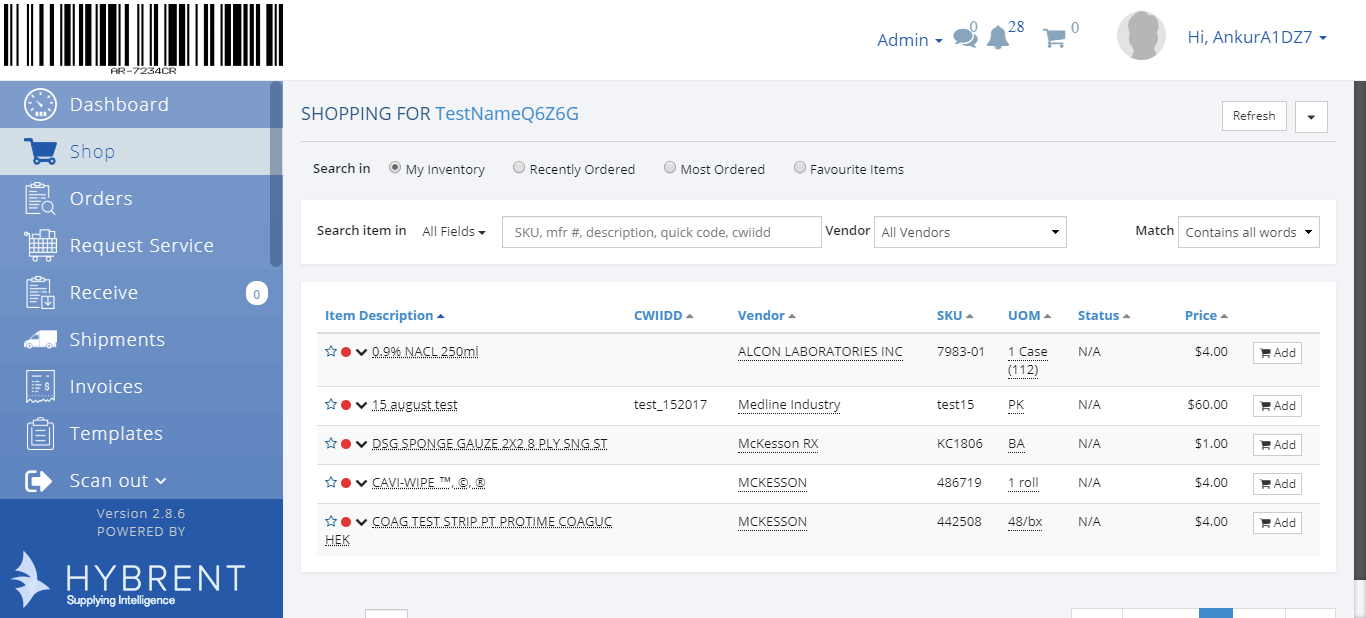 AR-7234CR
Admin 0 28 0 Hi, AnkurA1DZ7
Dashboard
Shop
Orders
Request Service
Receive 0
Shipments
Invoices
Templates
Scan out
Version 2.8.6
POWERED BY
HYBRENT
Supplying Intelligence
SHOPPING FOR TestNameQ6Z6G Refresh
Search in My Inventory Recently Ordered Most Ordered Favourite Items
Search item in All Fields SKU, mfr #, description, quick code, cwiidd Vendor All Vendors Match Contains all words
Item Description CWIIDD Vendor SKU UOM Status Price
0.9% NACL 250ml ALCON LABORATORIES INC 7983-01 1 Case N/A $4.00 Add
(112)
15 august test test_152017 Medline Industry test15 PK N/A $60.00 Add
DSG SPONGE GAUZE 2X2 8 PLY SNG ST McKesson RX KC1806 BA N/A $1.00 Add
CAVI-WIPE ™, ©, ® MCKESSON 486719 1 roll N/A $4.00 Add
COAG TEST STRIP PT PROTIME COAGUC MCKESSON 442508 48/bx N/A $4.00 Add
HEK